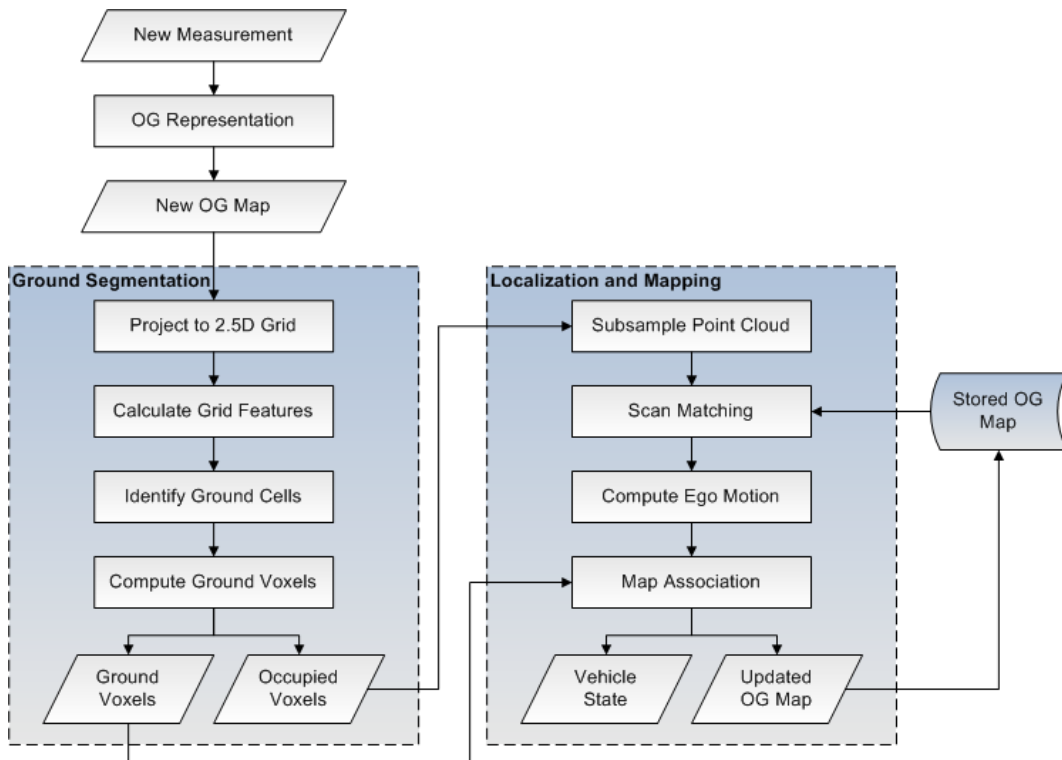 New Measurement
OG Representation
New OG Map
Ground Segmentation
Project to 2.5D Grid
Calculate Grid Features
Identify Ground Cells
Compute Ground Voxels
Ground
Voxels
Occupied
Voxels
Localization and Mapping
Subsample Point Cloud
Scan Matching
Compute Ego Motion
Map Association
Vehicle
State
Updated
OG Map
Stored OG
Map